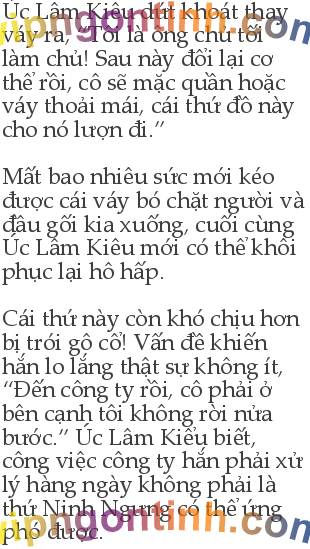 Úc Lâm Kiêu dứt khoát thay
váy ra, “Tôi là ông chủ tôi
làm chủ! Sau này đổi lại cơ
thể rồi, cô sẽ mặc quần hoặc
váy thoải mái, cái thứ đồ này
cho nó lượn đi.”

Mất bao nhiêu sức mới kéo
được cái váy bó chặt người và
đầu gối kia xuống, cuối cùng
Úc Lâm Kiêu mới có thể khôi
phục lại hô hấp.

Cái thứ này còn khó chịu hơn
bị trói gô cổ! Vấn đề khiến
hắn lo lắng thật sự không ít,
“Đến công ty rồi, cô phải ở
bên cạnh tôi không rời nửa
bước.” Úc Lâm Kiểu biết,
công việc công ty hắn phải xử
lý hàng ngày không phải là
thứ Ninh Ngưng có thể ứng
phó được.
vipngontinh.com
vipngontinh.com